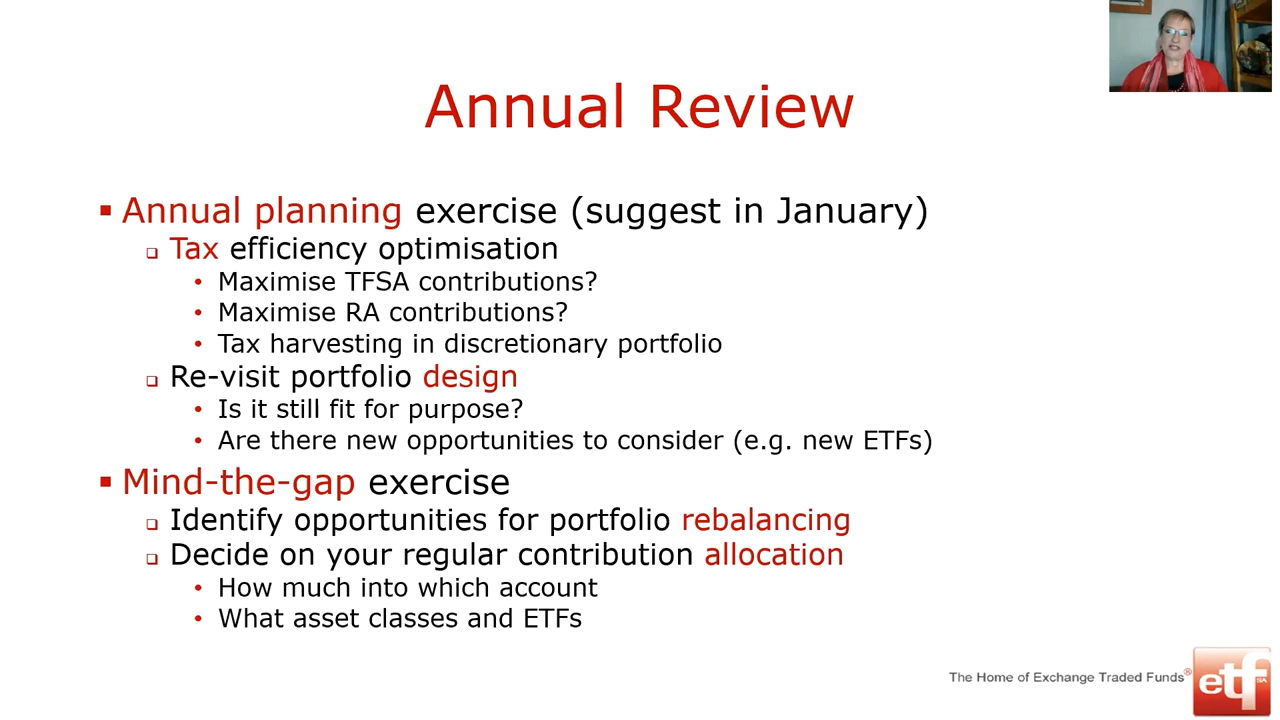 Annual Review
▪ Annual planning exercise (suggest in January)
❑ Tax efficiency optimisation
• Maximise TFSA contributions?
• Maximise RA contributions?
• Tax harvesting in discretionary portfolio
❑ Re-visit portfolio design
• Is it still fit for purpose?
• Are there new opportunities to consider (e.g. new ETFs)
▪ Mind-the-gap exercise
❑ Identify opportunities for portfolio rebalancing
❑ Decide on your regular contribution allocation
• How much into which account
• What asset classes and ETFs
The Home of Exchange Traded Funds®
etf SA